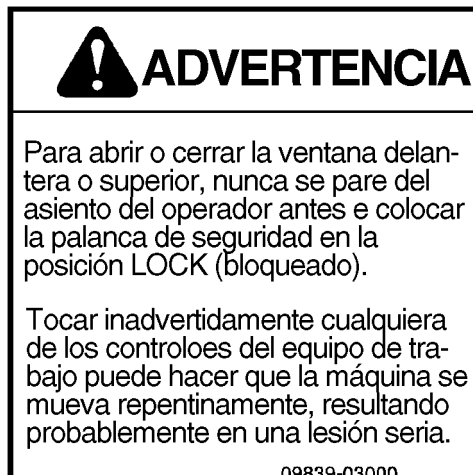 ADVERTENCIA
Para abrir o cerrar la ventana delan-
tera o superior, nunca se pare del
asiento del operador antes e colocar
la palanca de seguridad en la
posición LOCK (bloqueado).
Tocar inadvertidamente cualquiera
de los controloes del equipo de tra-
bajo puede hacer que la máquina se
mueva repentinamente, resultando
probablemente en una lesión seria.
09839-03000